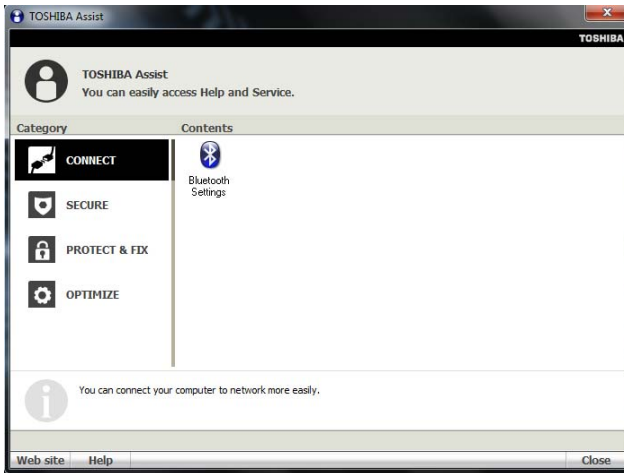 TOSHIBA Assist
TOSHIBA
TOSHIBA Assist
You can easily access Help and Service.
Category
Contents
CONNECT
SECURE
PROTECT & FIX
OPTIMIZE
Bluetooth
Settings
You can connect your computer to network more easily.
Web site
Help
Close